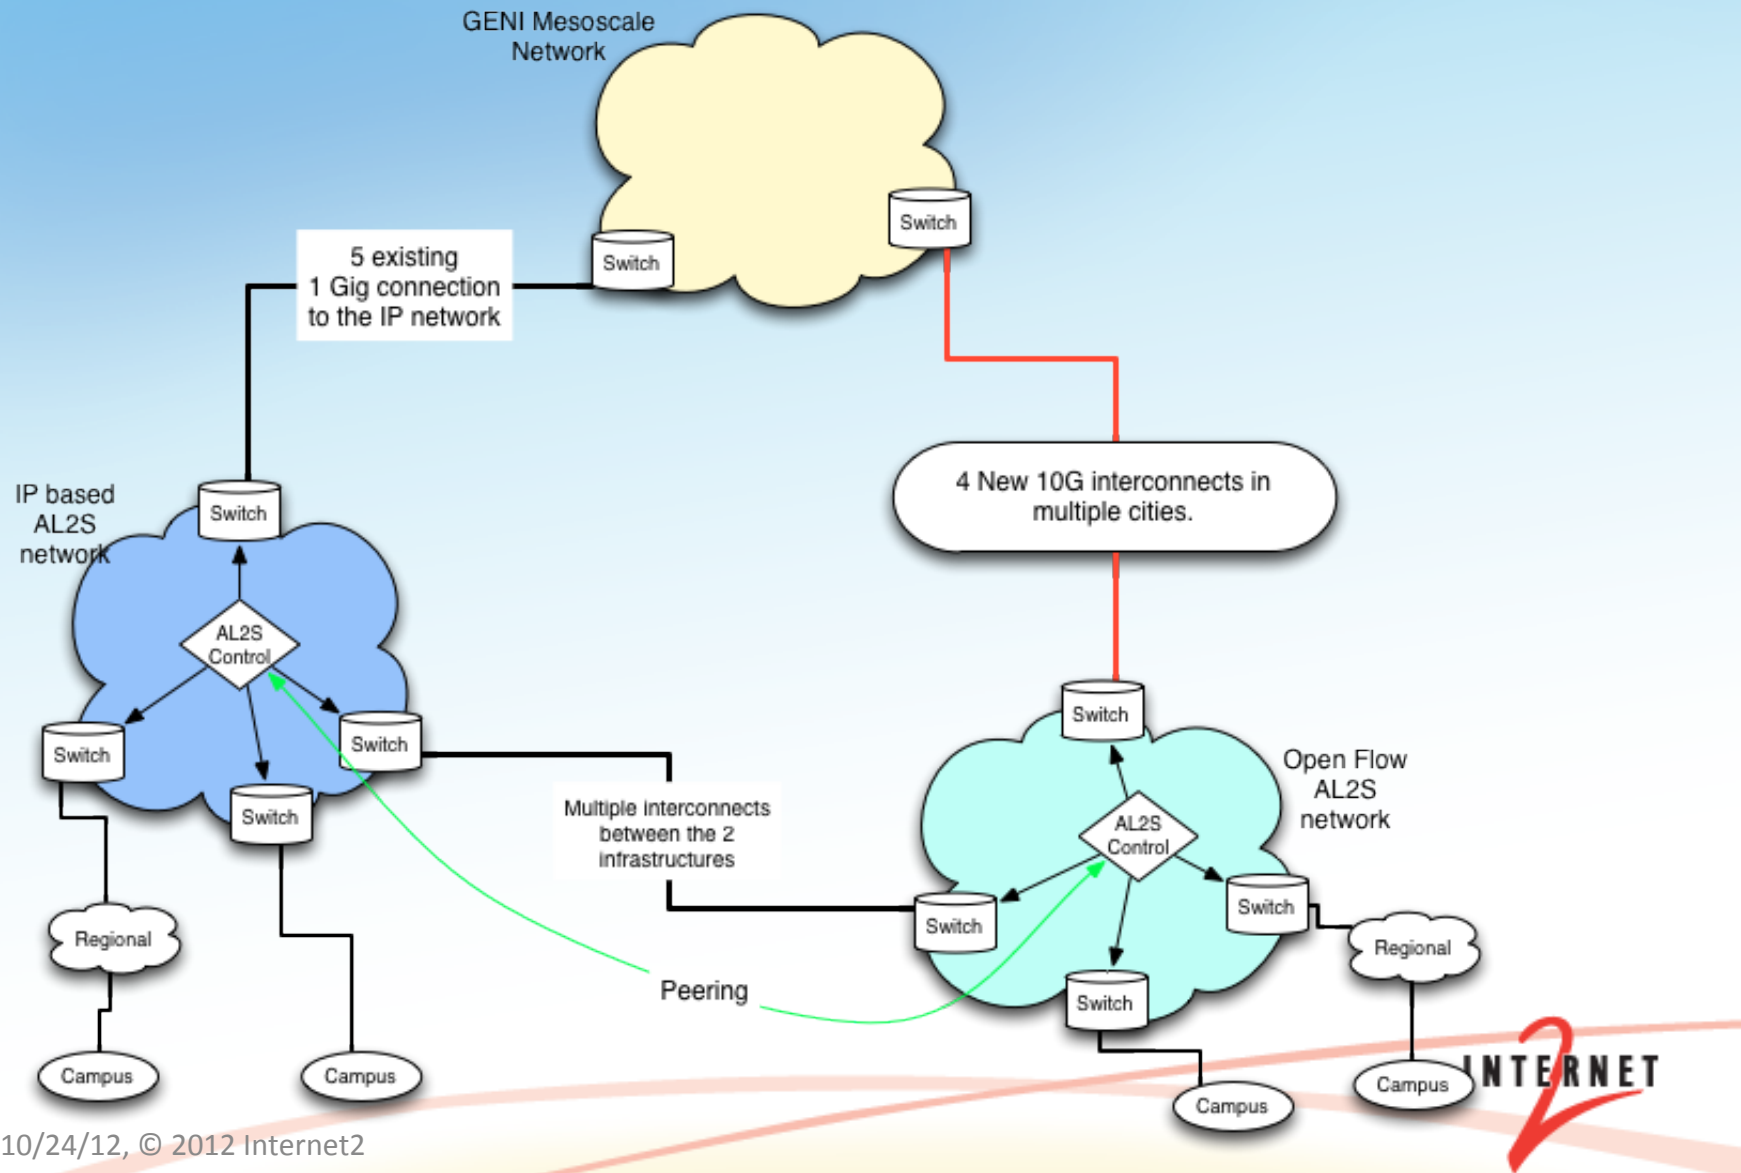 GENI Mesoscale
Network
Switch
Switch
5 existing
1 Gig connection
to the IP network
4 New 10G interconnects in
multiple cities.
IP based
AL2S
network
Switch
AL2S
Control
Switch
Switch
Switch
Multiple interconnects
between the 2
infrastructures
Switch
Open Flow
AL2S
network
AL2S
Control
Switch
Switch
Switch
Peering
Regional
Regional
Campus
Campus
Campus
Campus
INTERNET
2
10/24/12, © 2012 Internet2